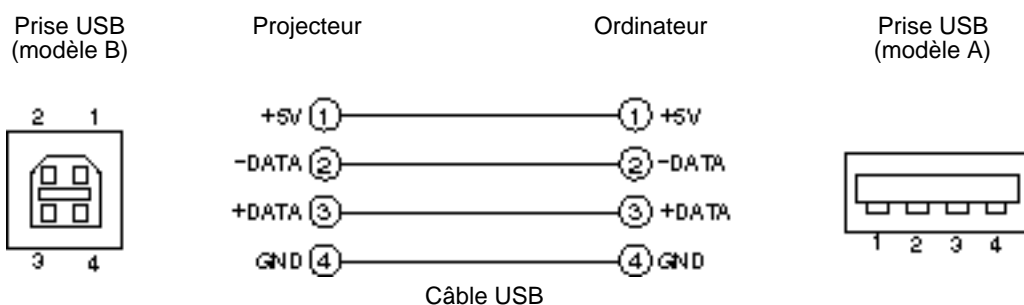 Prise USB
(modèle B)
Projecteur
Ordinateur
Prise USB
(modèle A)
2 1
3 4
+5V 1 1 +5V
-DATA 2 2 -DATA
+DATA 3 3 +DATA
GND 4 4 GND
1 2 3 4
Câble USB